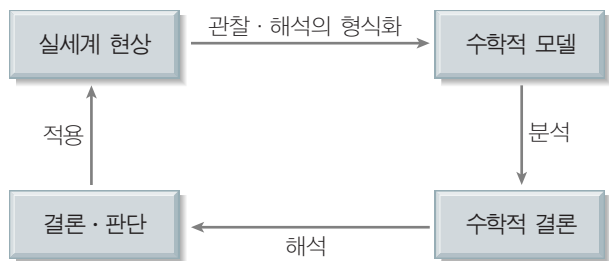 실세계 현상
관찰 · 해석의 형식화
수학적 모델
적용
분석
결론 · 판단
해석
수학적 결론